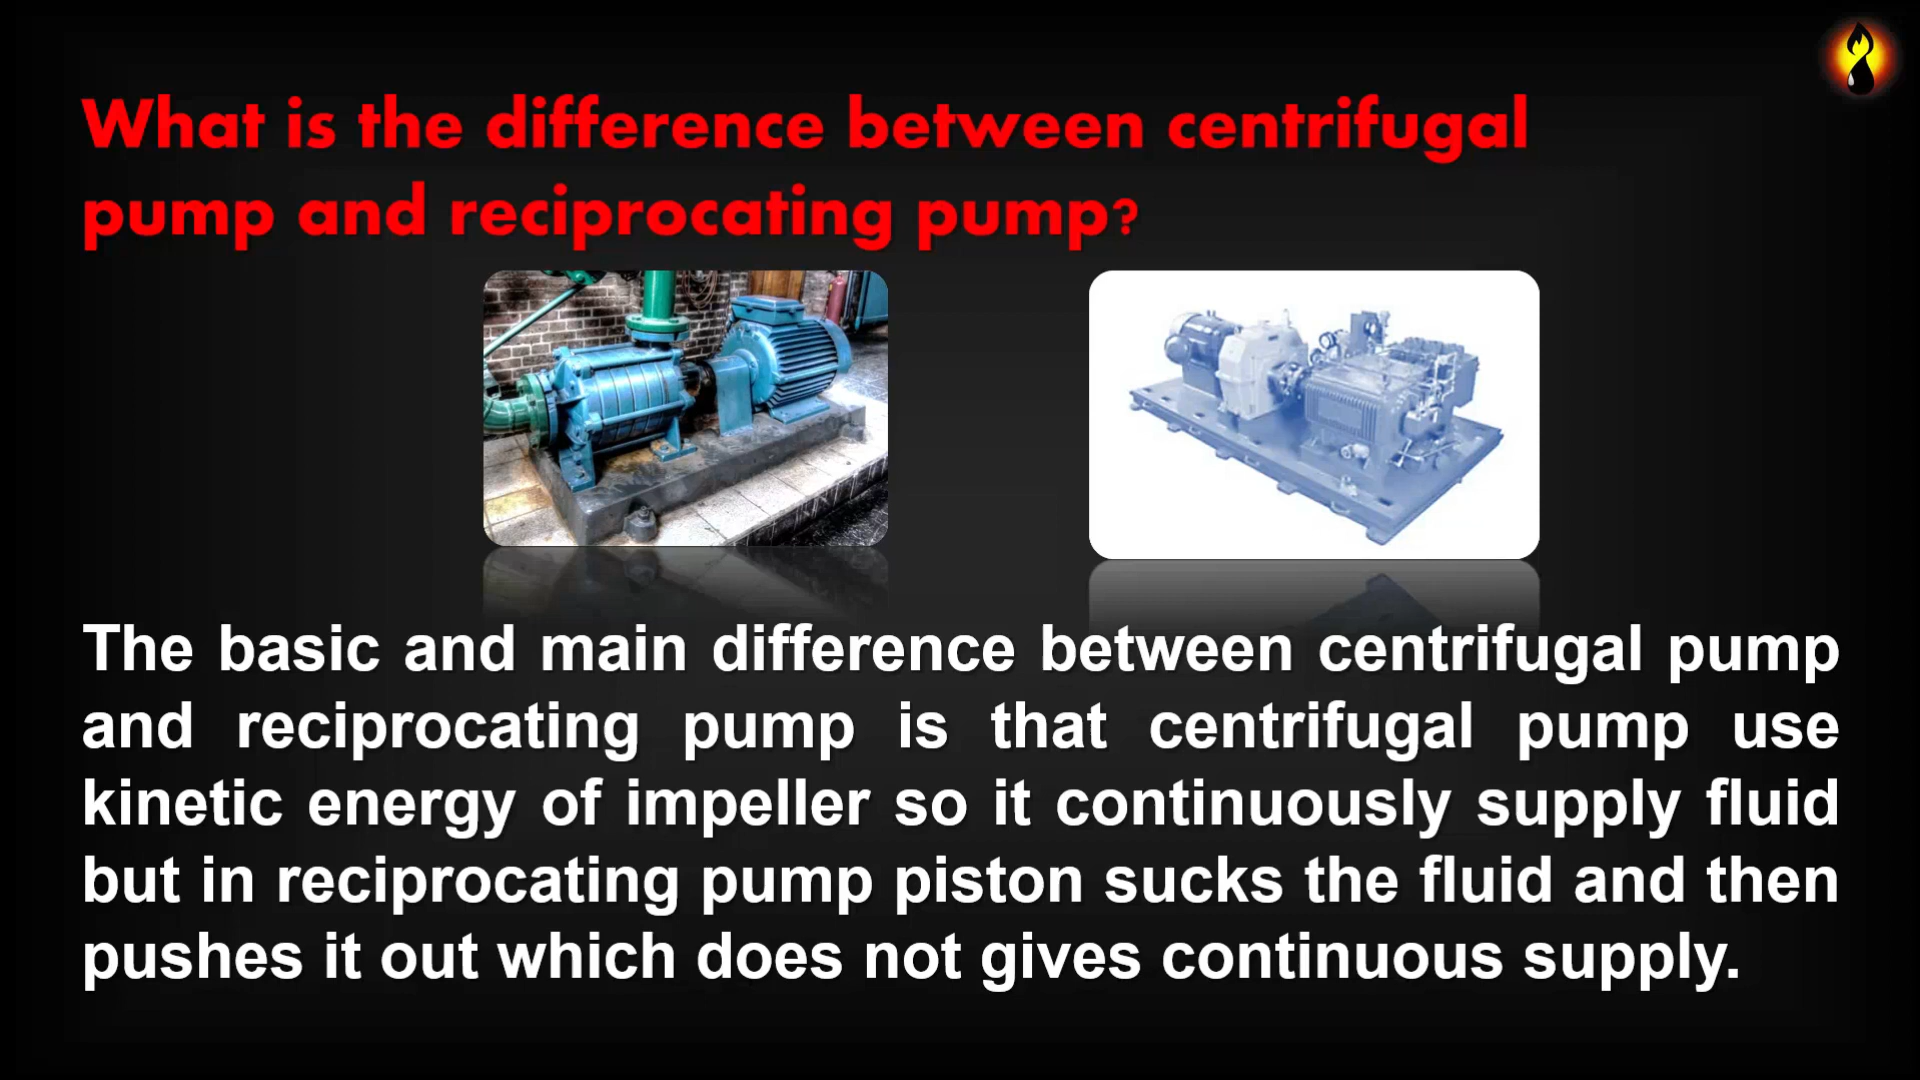 What is the difference between centrifugal
pump and reciprocating pump?
The basic and main difference between centrifugal pump
and reciprocating pump is that centrifugal pump use
kinetic energy of impeller so it continuously supply fluid
but in reciprocating pump piston sucks the fluid and then
pushes it out which does not gives continuous supply.